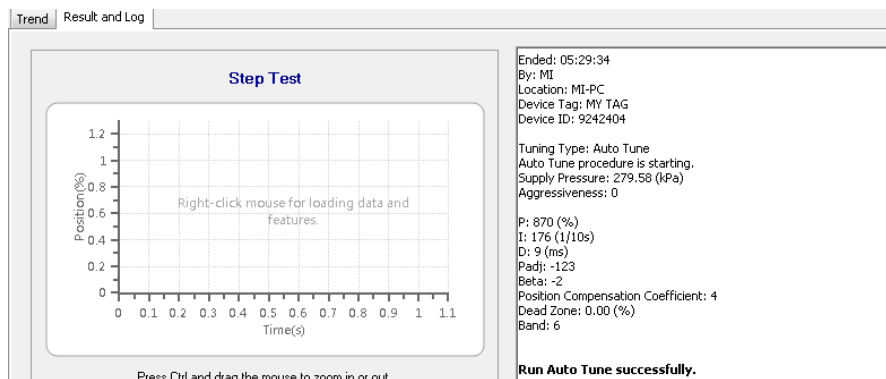 Trend Result and Log
Step Test
1.2
1
0.8
0.6
0.4
0.2
0
Position(%)
Right-click mouse for loading data and
features.
0 0.1 0.2 0.3 0.4 0.5 0.6 0.7 0.8 0.9 1 1.1
Time(s)
Press Ctrl and drag the mouse to zoom in or out
Ended: 05:29:34
By: MI
Location: MI-PC
Device Tag: MY TAG
Device ID: 9242404
Tuning Type: Auto Tune
Auto Tune procedure is starting.
Supply Pressure: 279.58 (kPa)
Aggressiveness: 0
P: 870 (%)
I: 176 (1/10s)
D: 9 (ms)
Padj: -123
Beta: -2
Position Compensation Coefficient: 4
Dead Zone: 0.00 (%)
Band: 6
Run Auto Tune successfully.